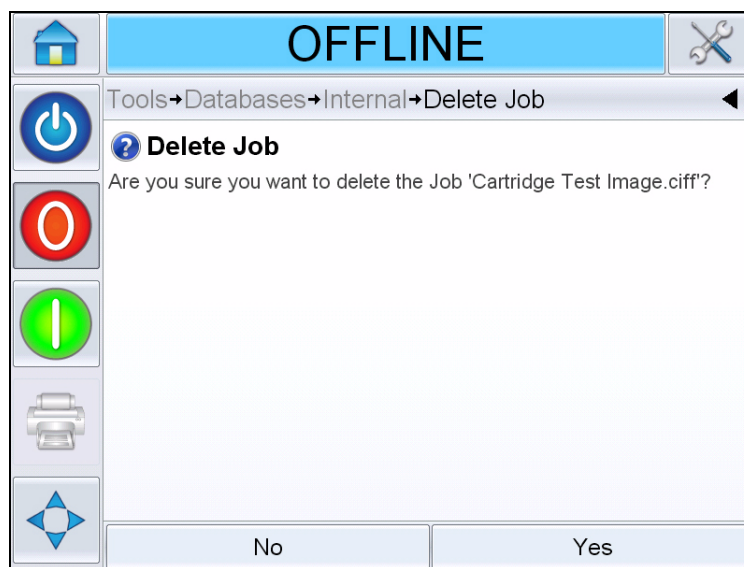 OFFLINE
Tools→Databases→Internal→Delete Job
Delete Job
Are you sure you want to delete the Job 'Cartridge Test Image.ciff'?
No
Yes